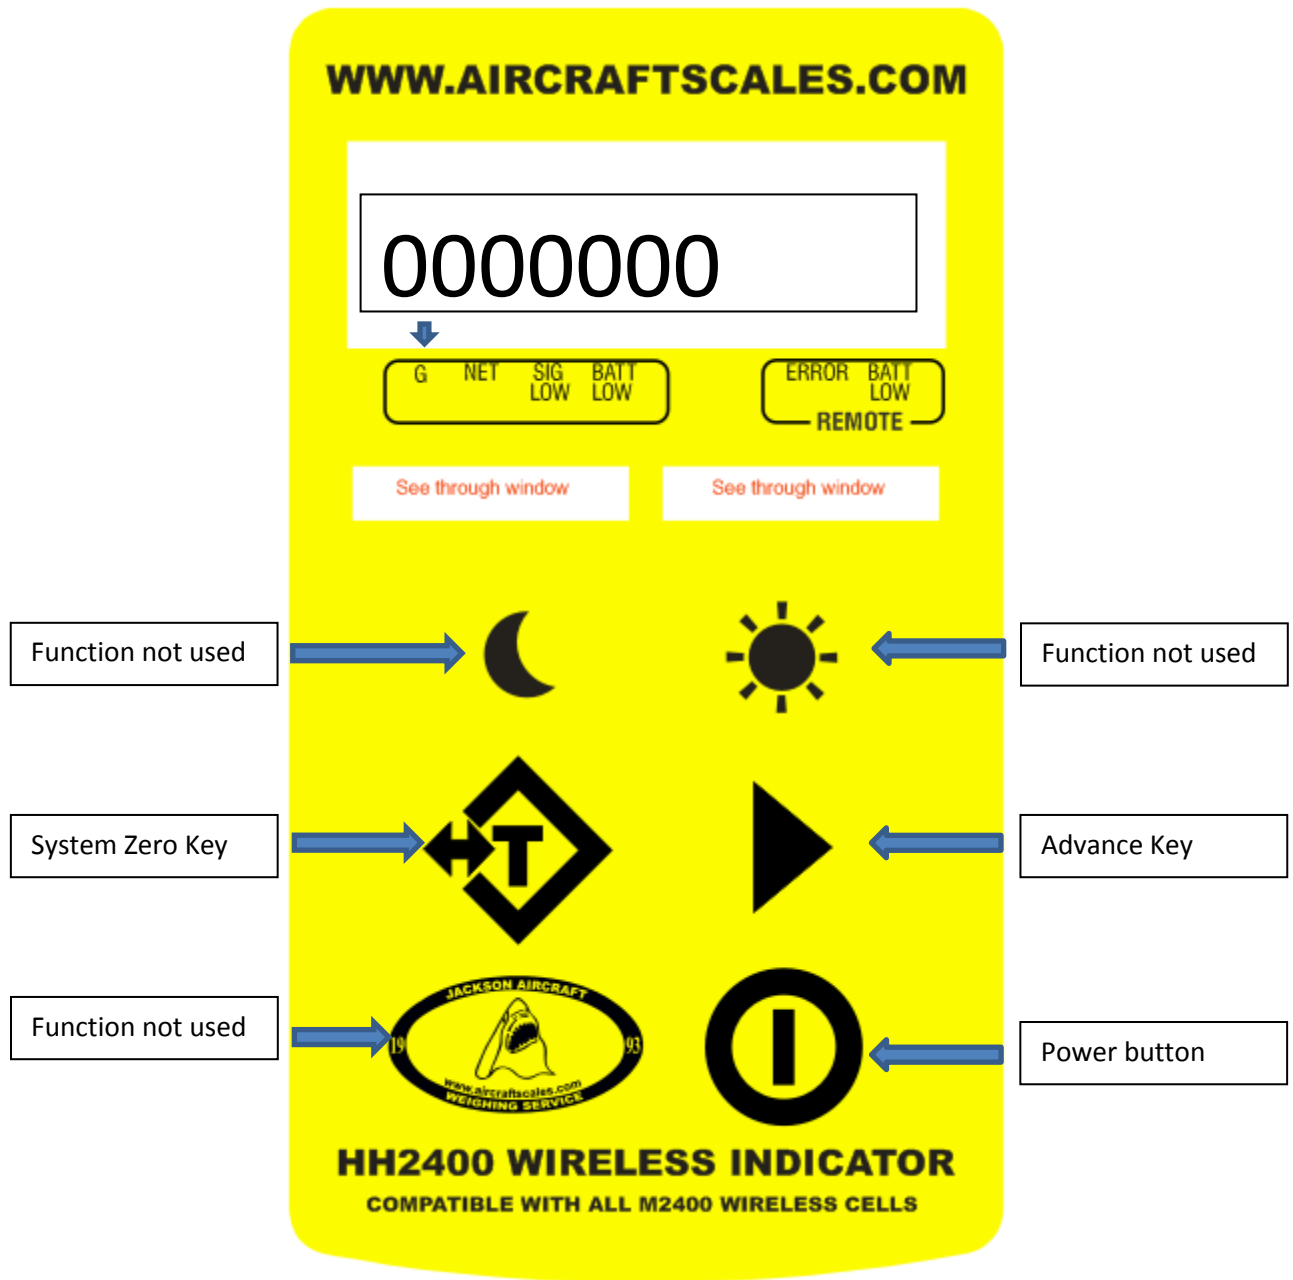 WWW.AIRCRAFTSCALES.COM
0000000
G NET SIG LOW BATT LOW
ERROR BATT LOW
REMOTE
See through window
See through window
Function not used
Function not used
System Zero Key
T
Advance Key
Function not used
JACKSON AIRCRAFT
19 93
www.aircraftscales.com
WEIGHING SERVICE
Power button
HH2400 WIRELESS INDICATOR
COMPATIBLE WITH ALL M2400 WIRELESS CELLS